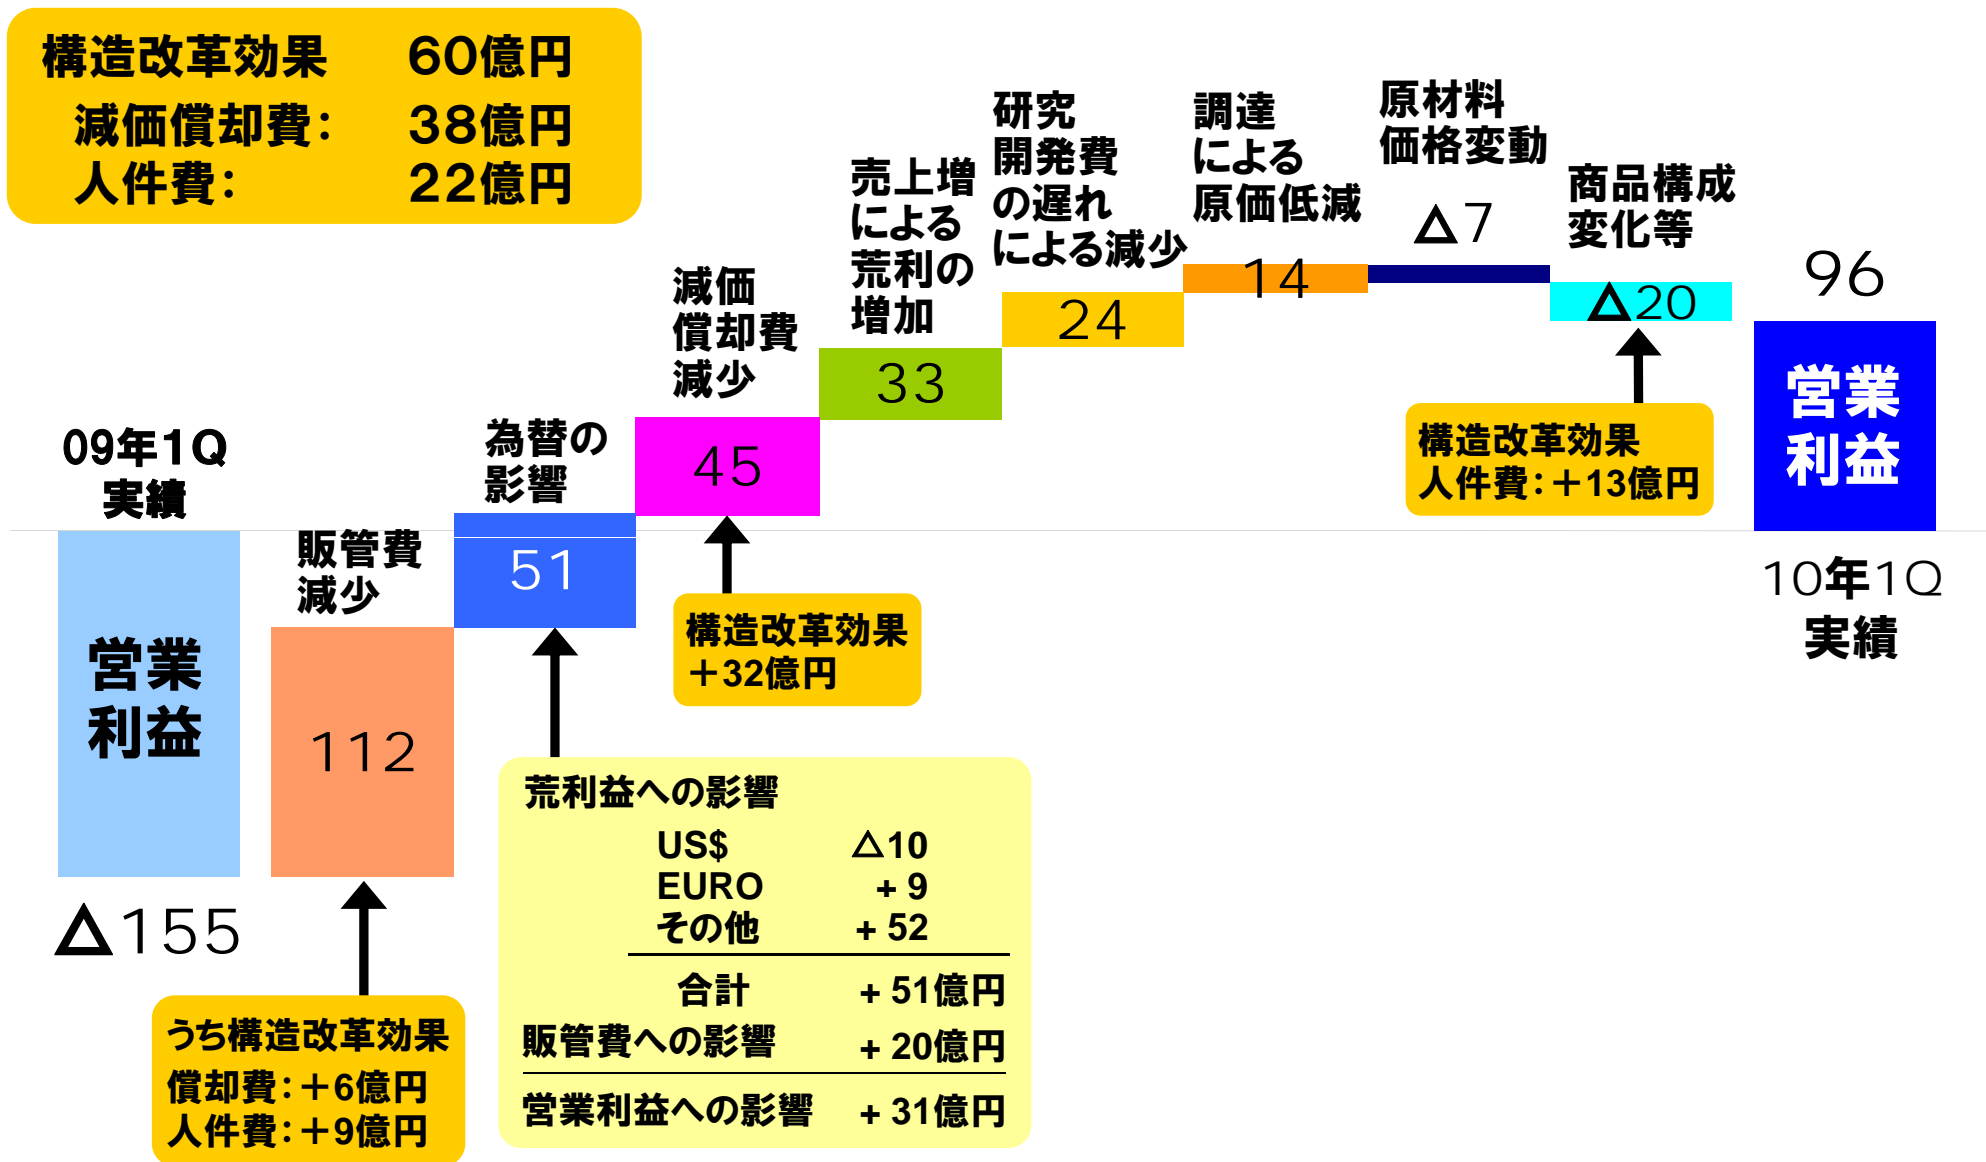 構造改革効果 60億円
減価償却費: 38億円
人件費: 22億円
09年1Q
実績
営業
利益
△155
販管費
減少
112
うち構造改革効果
償却費:+6億円
人件費:+9億円
為替の
影響
51
荒利益への影響
US$ △10
EURO + 9
その他 + 52
合計 + 51億円
販管費への影響 + 20億円
営業利益への影響 + 31億円
減価
償却費
減少
45
構造改革効果
+32億円
売上増
による
荒利の
増加
33
研究
開発費
の遅れ
による減少
24
調達
による
原価低減
14
原材料
価格変動
△7
商品構成
変化等
△20
構造改革効果
人件費:+13億円
96
営業
利益
10年1Q
実績